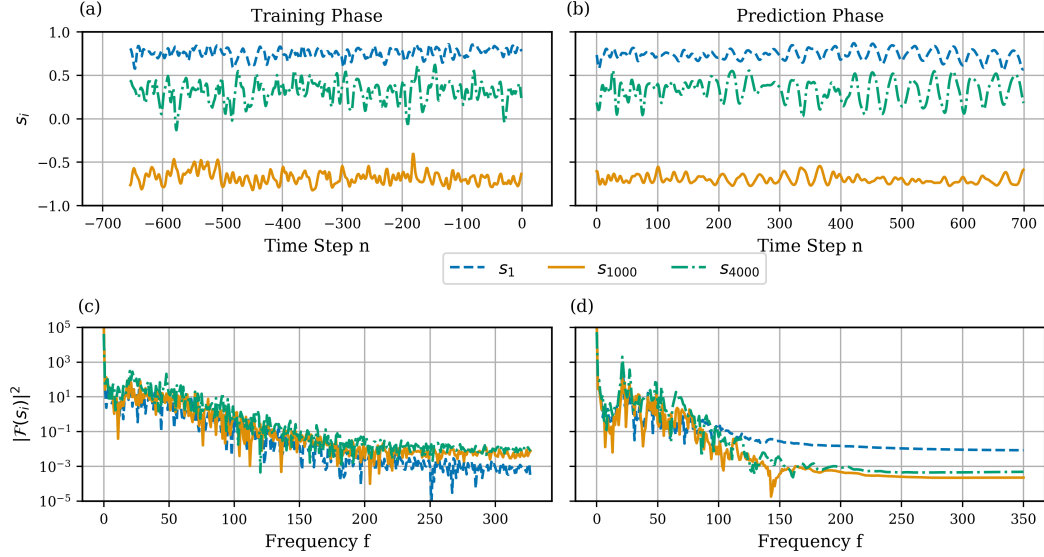 (a) Training Phase
(b) Prediction Phase
1.0
0.5
0.0
−0.5
−1.0
s_i
−700 −600 −500 −400 −300 −200 −100 0
0 100 200 300 400 500 600 700
Time Step n
Time Step n
s_1 s_1000 s_4000
(c)
(d)
10^5
10^3
10^1
10^-1
10^-3
10^-5
|F(s_i)|^2
0 50 100 150 200 250 300
0 50 100 150 200 250 300 350
Frequency f
Frequency f